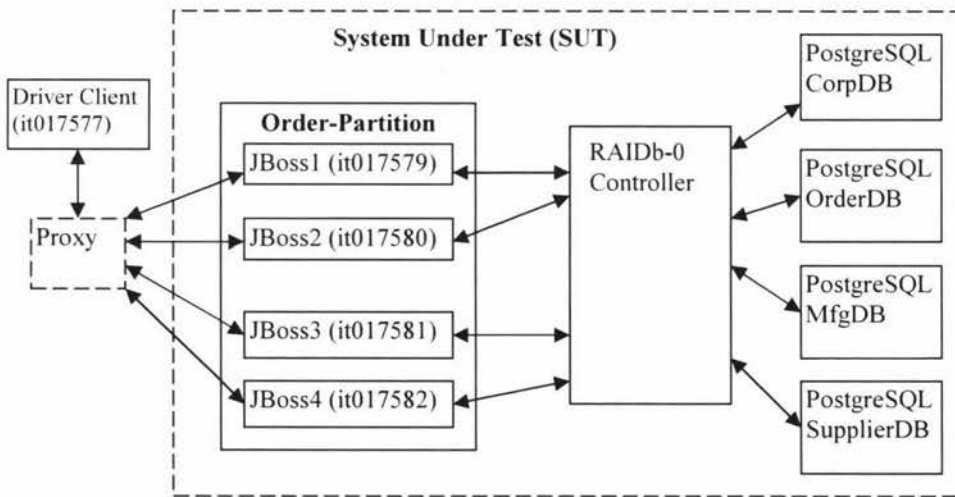 System Under Test (SUT)
Driver Client
(it017577)
Proxy
Order-Partition
JBoss1 (it017579)
JBoss2 (it017580)
JBoss3 (it017581)
JBoss4 (it017582)
RAIDb-0
Controller
PostgreSQL
CorpDB
PostgreSQL
OrderDB
PostgreSQL
MfgDB
PostgreSQL
SupplierDB